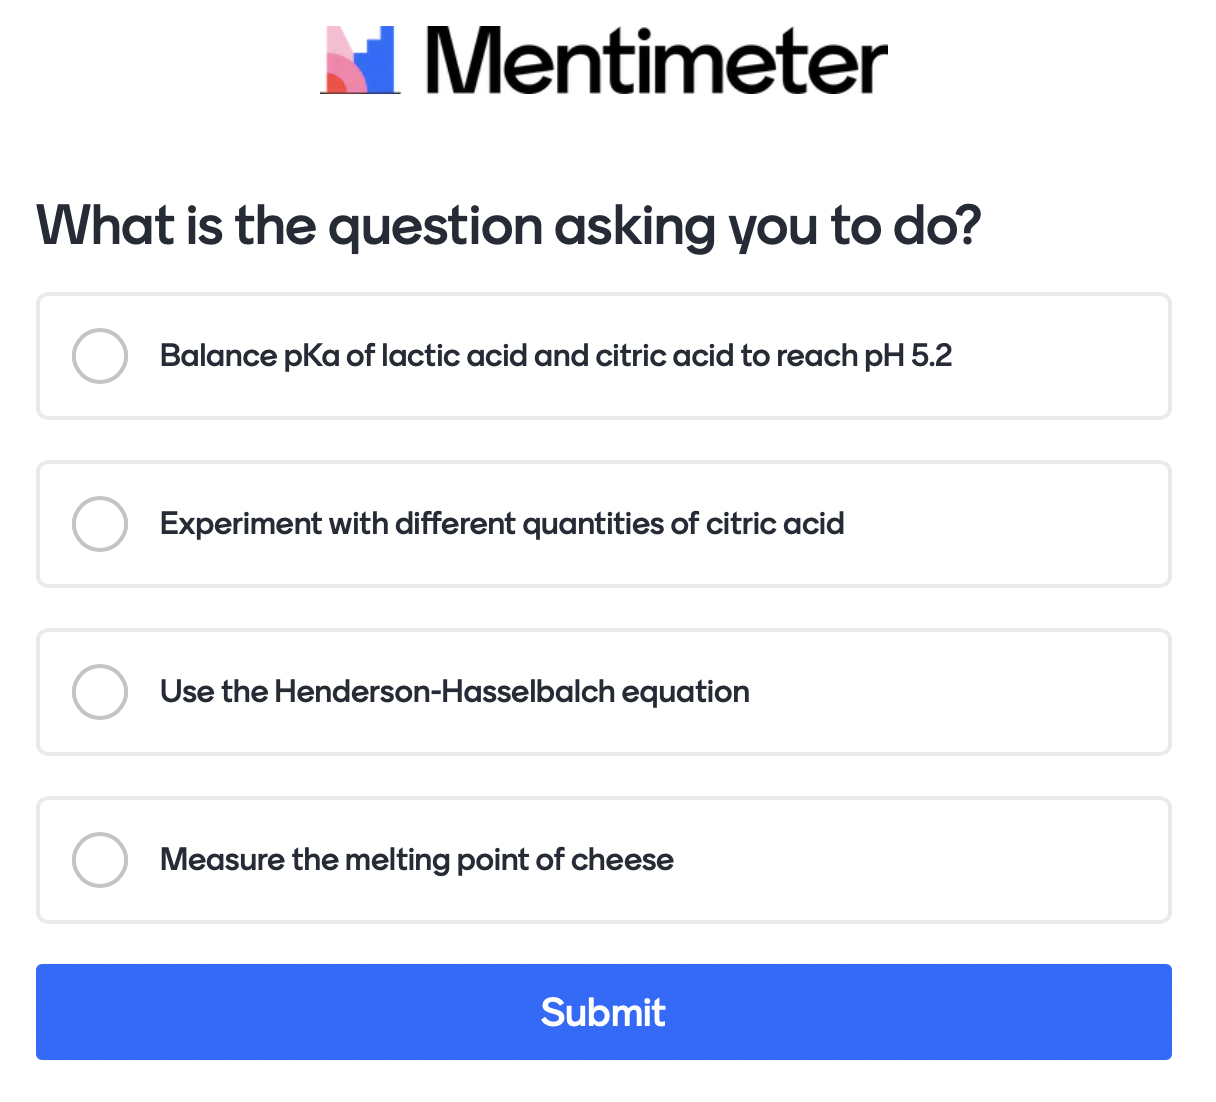 Mentimeter
What is the question asking you to do?
Balance pKa of lactic acid and citric acid to reach pH 5.2
Experiment with different quantities of citric acid
Use the Henderson-Hasselbalch equation
Measure the melting point of cheese
Submit